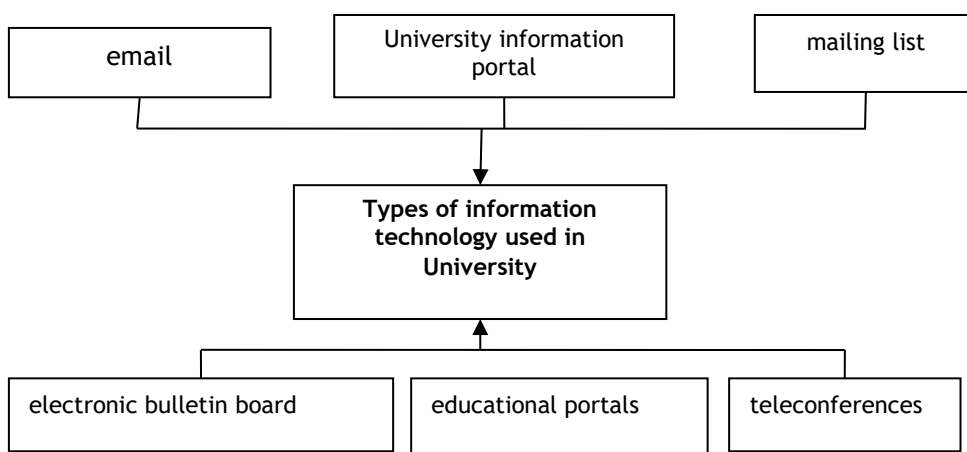 email
University information
portal
mailing list
Types of information
technology used in
University
electronic bulletin board
educational portals
teleconferences